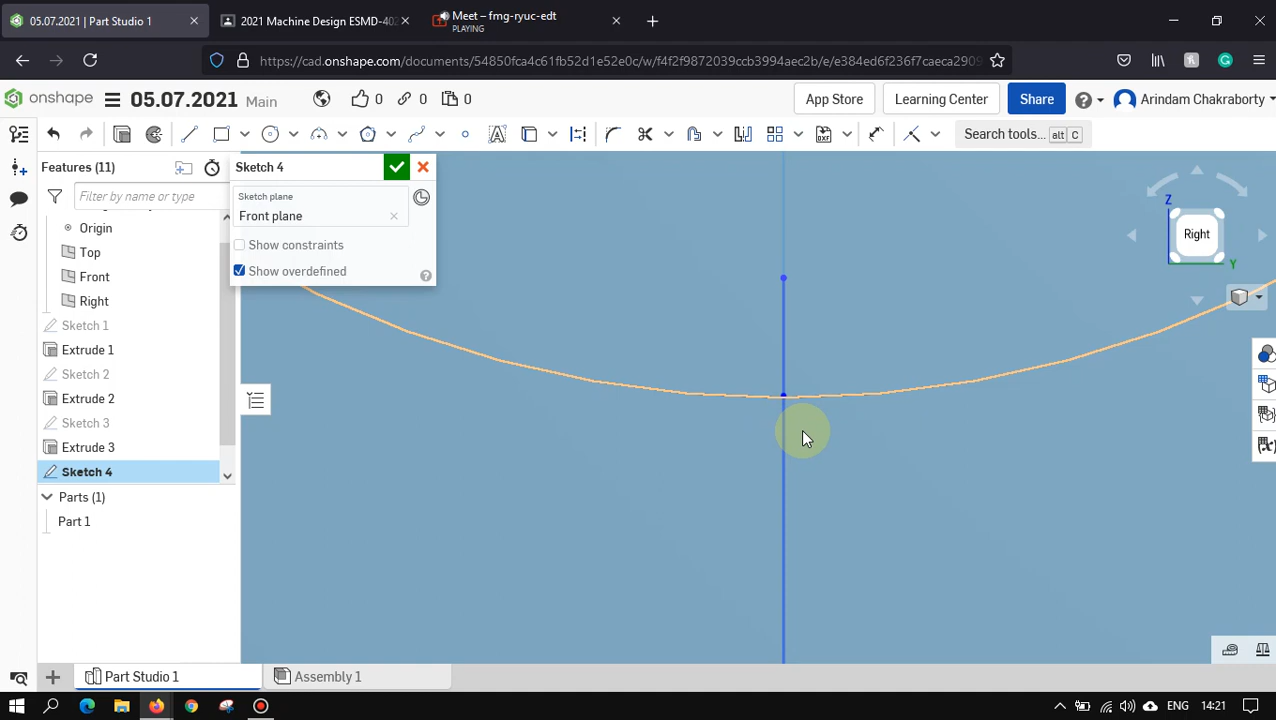 05.07.2021 | Part Studio 1
2021 Machine Design ESMD-402
Meet – fmg-ryuc-edt
PLAYING
https://cad.onshape.com/documents/54850fca4c61fb52d1e52e0c/w/f4f2f9872039ccb3994aec2b/e/e384ed6f236f7caeca2909
onshape
05.07.2021 Main
0
0
0
App Store
Learning Center
Share
Arindam Chakraborty
Search tools...
alt
C
Features (11)
Filter by name or type
Sketch 4
Sketch plane
Front plane
Show constraints
Show overdefined
Origin
Top
Front
Right
Sketch 1
Extrude 1
Sketch 2
Extrude 2
Sketch 3
Extrude 3
Sketch 4
Parts (1)
Part 1
Z
Right
Y
Part Studio 1
Assembly 1
ENG
14:21